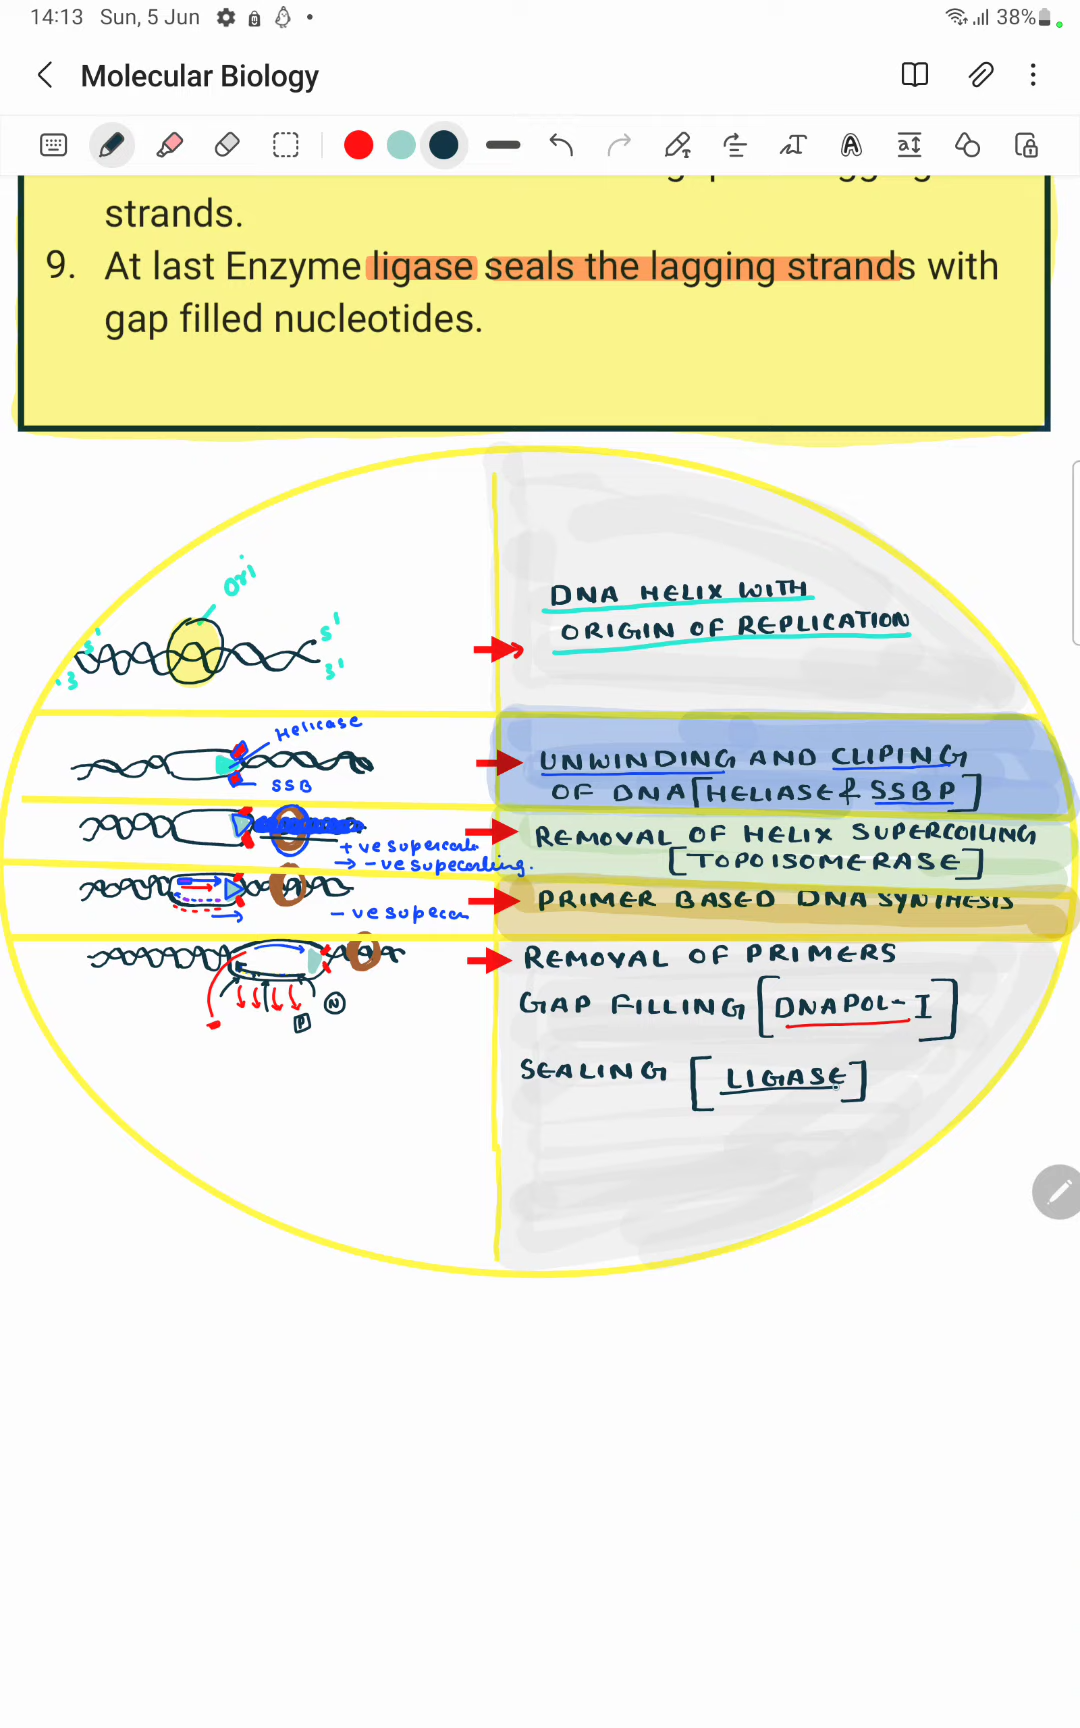 14:13 Sun, 5 Jun
38%
Molecular Biology
strands.
9. At last Enzyme ligase seals the lagging strands with
gap filled nucleotides.
ori
5'
5'
3'
3'
DNA HELIX WITH
ORIGIN OF REPLICATION
Helicase
SSB
UNWINDING AND CLIPING
OF DNA [HELIASE & SSBP]
+ve supercoil
→ -ve supecoiling.
REMOVAL OF HELIX SUPERCOILING
[TOPOISOMERASE]
-ve supecoi
PRIMER BASED DNA SYNTHESIS
N
P
REMOVAL OF PRIMERS
GAP FILLING [DNA POL-I]
SEALING [LIGASE]